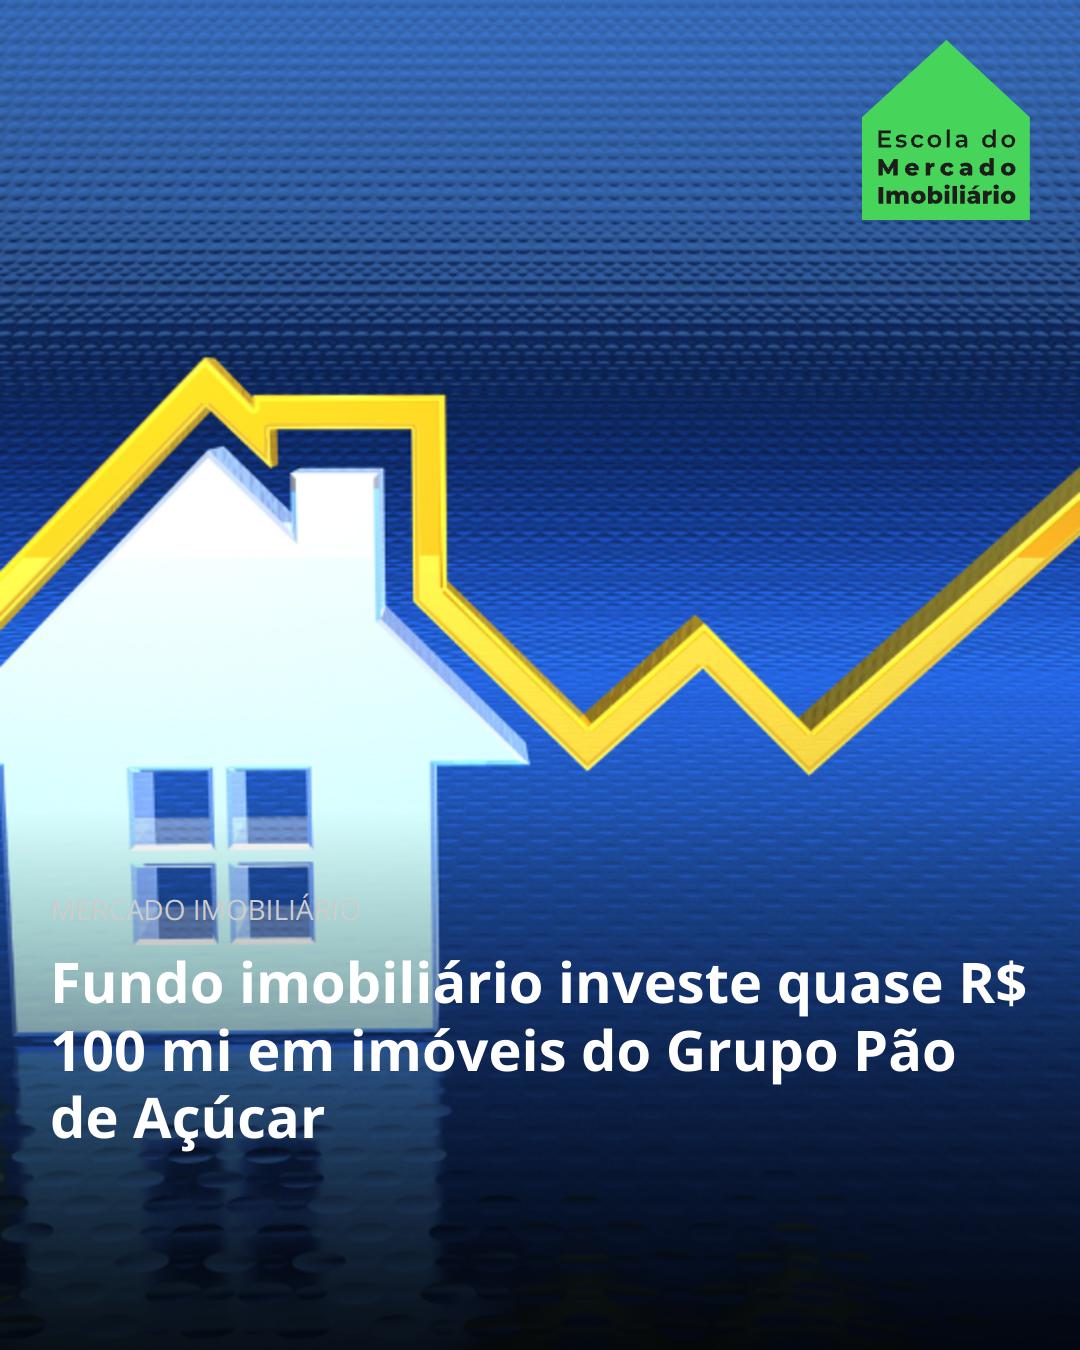 Escola do
Mercado
Imobiliário
MERCADO IMOBILIÁRIO
Fundo imobiliário investe quase R$
100 mi em imóveis do Grupo Pão
de Açúcar